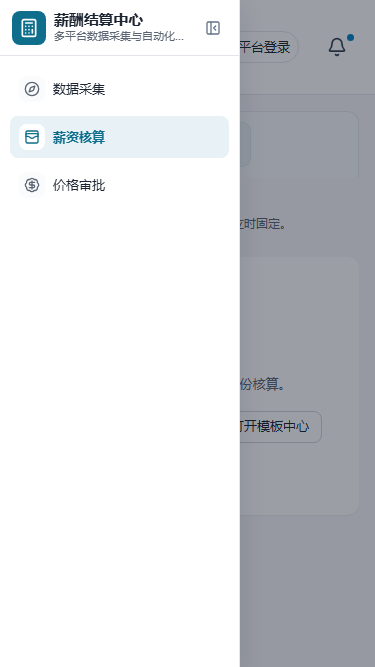 薪酬结算中心
多平台数据采集与自动化...
平台登录
数据采集
薪资核算
价格审批
时固定。
份核算。
打开模板中心